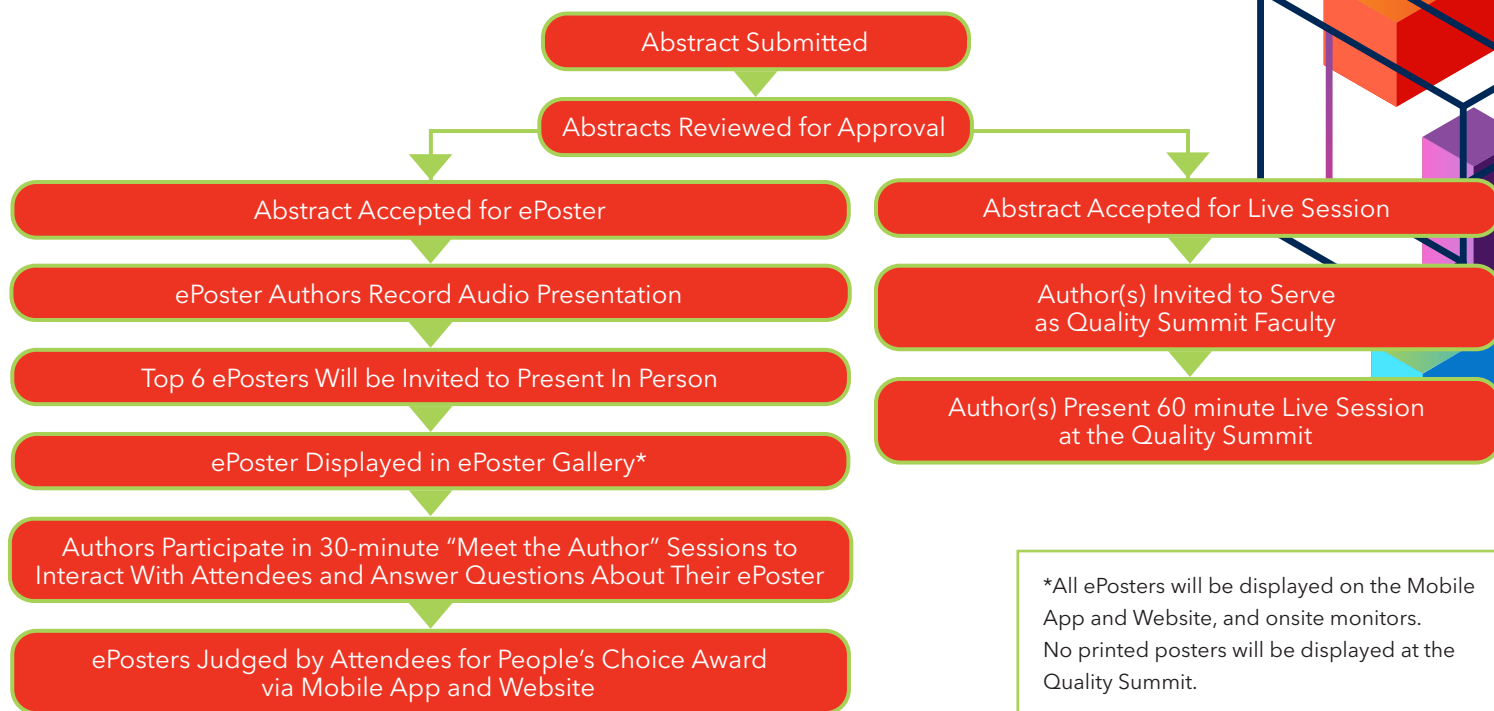 Abstract Submitted
Abstracts Reviewed for Approval
Abstract Accepted for ePoster
ePoster Authors Record Audio Presentation
Top 6 ePosters Will be Invited to Present In Person
ePoster Displayed in ePoster Gallery*
Authors Participate in 30-minute “Meet the Author” Sessions to
Interact With Attendees and Answer Questions About Their ePoster
ePosters Judged by Attendees for People’s Choice Award
via Mobile App and Website
Abstract Accepted for Live Session
Author(s) Invited to Serve
as Quality Summit Faculty
Author(s) Present 60 minute Live Session
at the Quality Summit
*All ePosters will be displayed on the Mobile
App and Website, and onsite monitors.
No printed posters will be displayed at the
Quality Summit.